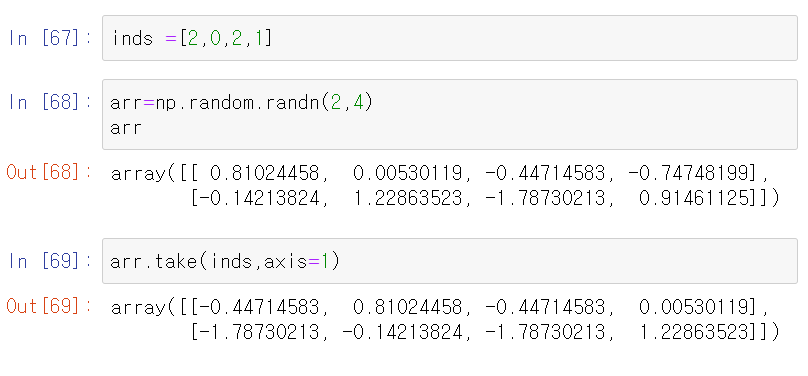 In [67]: inds =[2,0,2,1]
In [68]: arr=np.random.randn(2,4)
arr
Out[68]: array([[ 0.81024458,  0.00530119, -0.44714583, -0.74748199],
[-0.14213824,  1.22863523, -1.78730213,  0.91461125]])
In [69]: arr.take(inds,axis=1)
Out[69]: array([[-0.44714583,  0.81024458, -0.44714583,  0.00530119],
[-1.78730213, -0.14213824, -1.78730213,  1.22863523]])